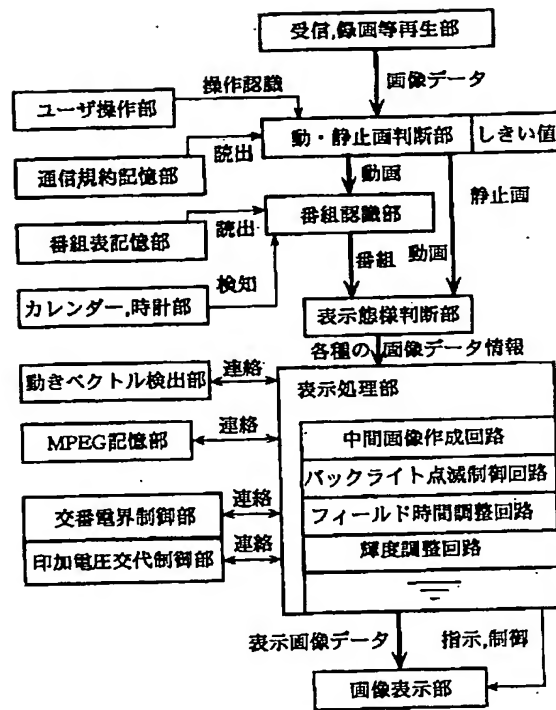 受信,録画等再生部
画像データ
操作認識
ユーザ操作部
動・静止画判断部
しきい値
読出
通信規約記憶部
動画
静止画
番組認識部
番組表記憶部
読出
検知
番組
動画
カレンダー,時計部
表示態様判断部
各種の画像データ情報
動きベクトル検出部
連絡
表示処理部
MPEG記憶部
連絡
中間画像作成回路
バックライト点滅制御回路
交番電界制御部
連絡
フィールド時間調整回路
印加電圧交代制御部
連絡
輝度調整回路
表示画像データ
指示,制御
画像表示部